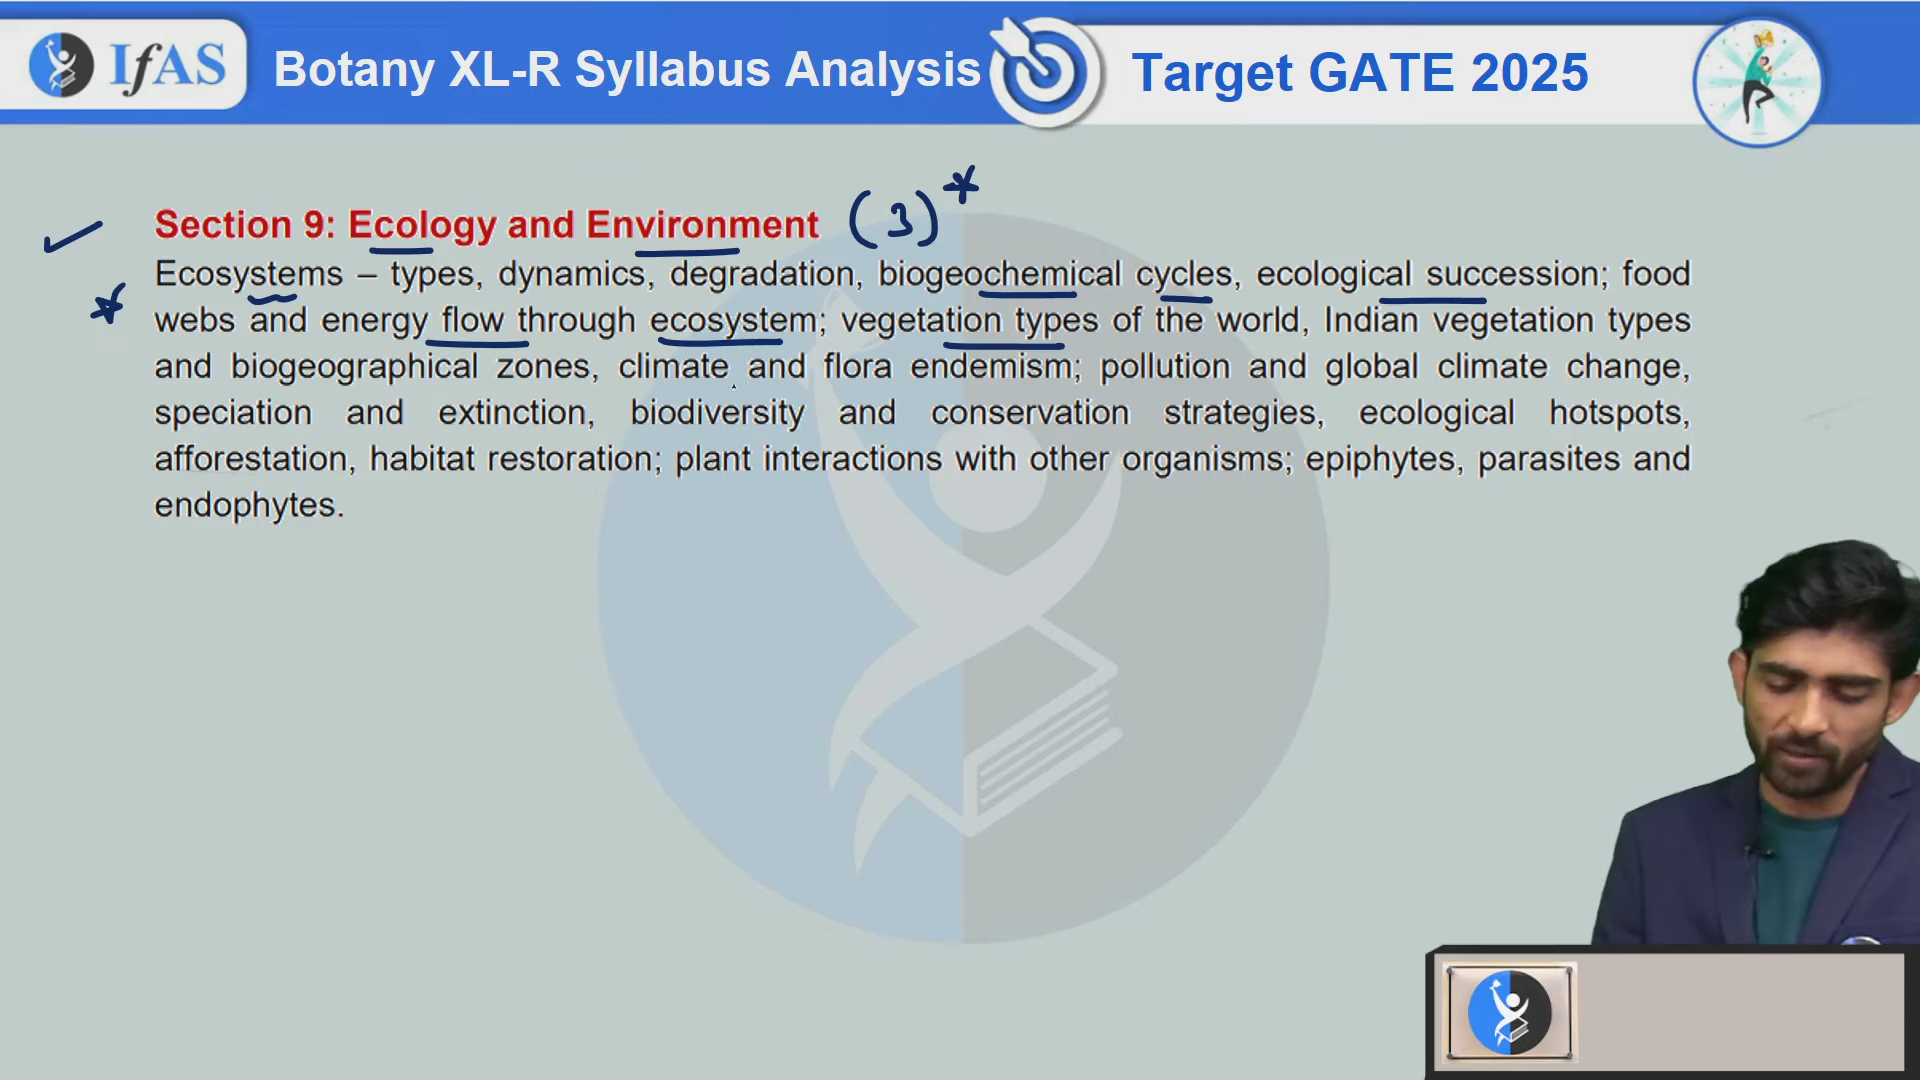 IfAS Botany XL-R Syllabus Analysis Target GATE 2025
Section 9: Ecology and Environment (3)*
Ecosystems – types, dynamics, degradation, biogeochemical cycles, ecological succession; food
webs and energy flow through ecosystem; vegetation types of the world, Indian vegetation types
and biogeographical zones, climate and flora endemism; pollution and global climate change,
speciation and extinction, biodiversity and conservation strategies, ecological hotspots,
afforestation, habitat restoration; plant interactions with other organisms; epiphytes, parasites and
endophytes.